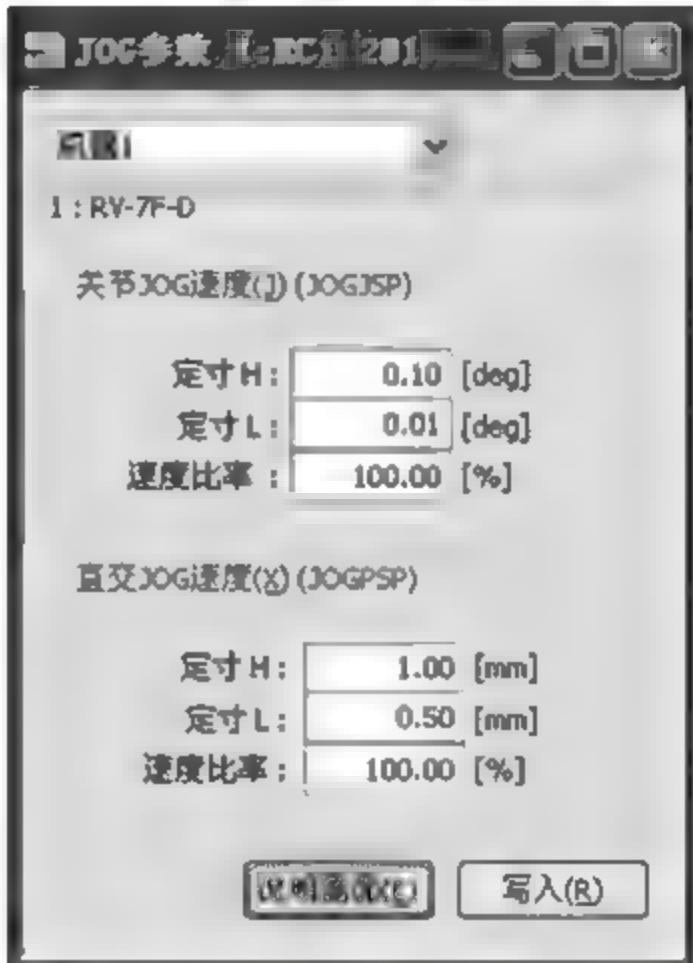 JOG参数 1:RC1 201
1:RV-7F-D
关节JOG速度(J)(JOGJSP)
定寸H: 0.10 [deg]
定寸L: 0.01 [deg]
速度比率: 100.00 [%]
直交JOG速度(X)(JOGPSP)
定寸H: 1.00 [mm]
定寸L: 0.50 [mm]
速度比率: 100.00 [%]
写入(R)